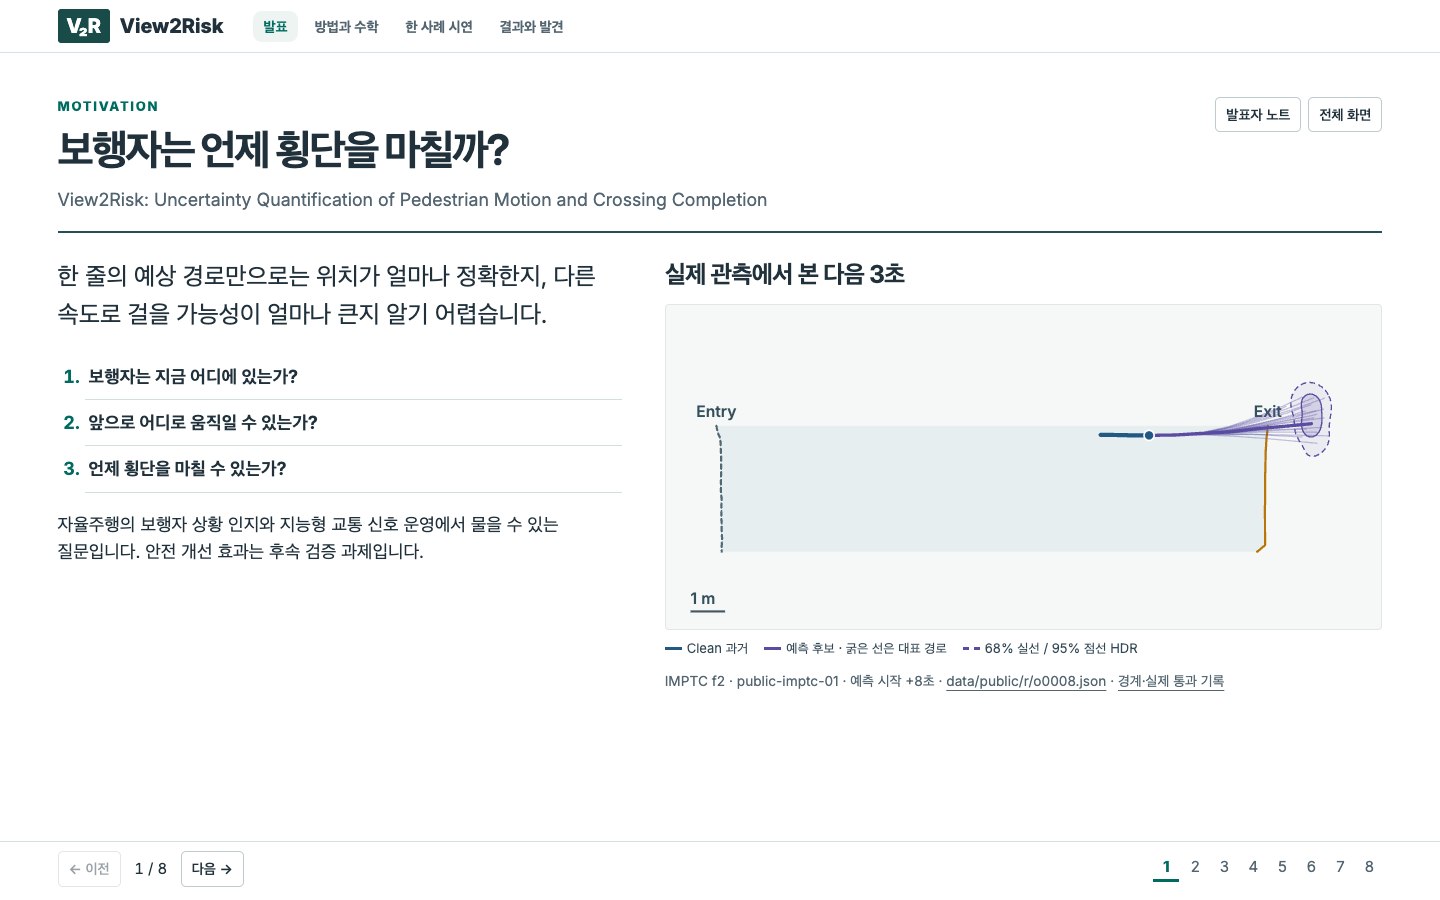 V2R View2Risk 발표 방법과 수학 한 사례 시연 결과와 발견
MOTIVATION
발표자 노트 전체 화면
보행자는 언제 횡단을 마칠까?
View2Risk: Uncertainty Quantification of Pedestrian Motion and Crossing Completion
한 줄의 예상 경로만으로는 위치가 얼마나 정확한지, 다른
속도로 걸을 가능성이 얼마나 큰지 알기 어렵습니다.
1. 보행자는 지금 어디에 있는가?
2. 앞으로 어디로 움직일 수 있는가?
3. 언제 횡단을 마칠 수 있는가?
자율주행의 보행자 상황 인지와 지능형 교통 신호 운영에서 물을 수 있는
질문입니다. 안전 개선 효과는 후속 검증 과제입니다.
실제 관측에서 본 다음 3초
Entry
Exit
1 m
Clean 과거 예측 후보 · 굵은 선은 대표 경로 68% 실선 / 95% 점선 HDR
IMPTC f2 · public-imptc-01 · 예측 시작 +8초 · data/public/r/o0008.json · 경계·실제 통과 기록
← 이전 1 / 8 다음 →
1 2 3 4 5 6 7 8